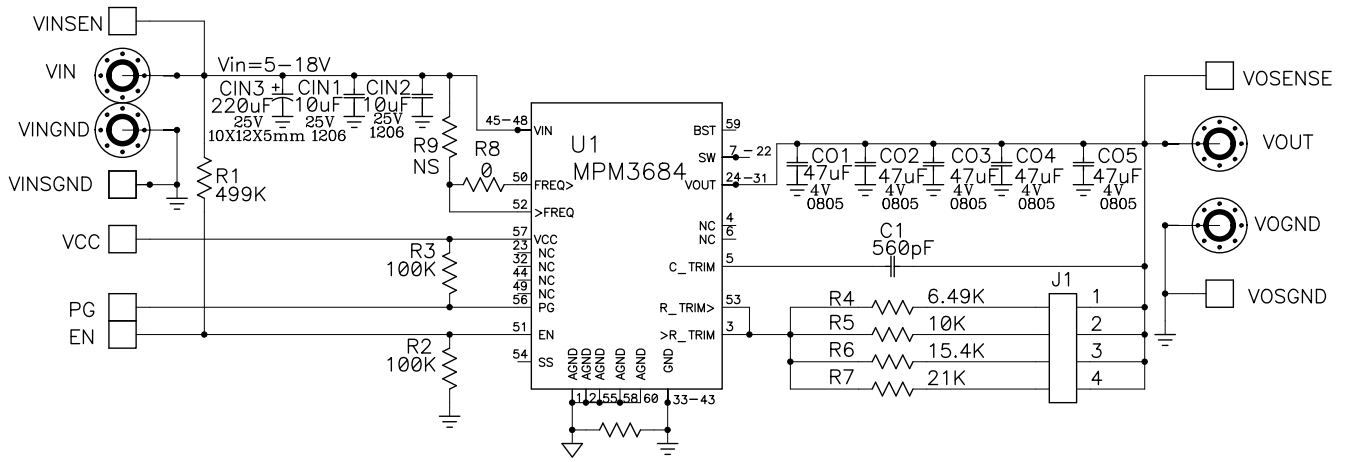 VINSEN
VIN
VINGND
VINSGND
VCC
PG
EN
Vin=5-18V
CIN3
220uF
25V
10X12X5mm
+
CIN1
10uF
25V
1206
CIN2
10uF
25V
1206
R1
499K
R9
NS
R8
0
R3
100K
R2
100K
U1
MPM3684
45-48
VIN
50
FREQ>
52
>FREQ
57
VCC
23
NC
32
NC
44
NC
49
NC
56
PG
51
EN
54
SS
AGND
AGND
AGND
AGND
AGND
GND
1
2
55
58
60
33-43
BST
59
SW
7-22
VOUT
24-31
NC
4
NC
6
C_TRIM
5
R_TRIM>
53
>R_TRIM
3
CO1
47uF
4V
0805
CO2
47uF
4V
0805
CO3
47uF
4V
0805
CO4
47uF
4V
0805
CO5
47uF
4V
0805
C1
560pF
R4
6.49K
R5
10K
R6
15.4K
R7
21K
J1
1
2
3
4
VOSENSE
VOUT
VOGND
VOSGND